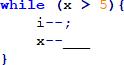 while (x > 5){
    i--;
    x--___
}